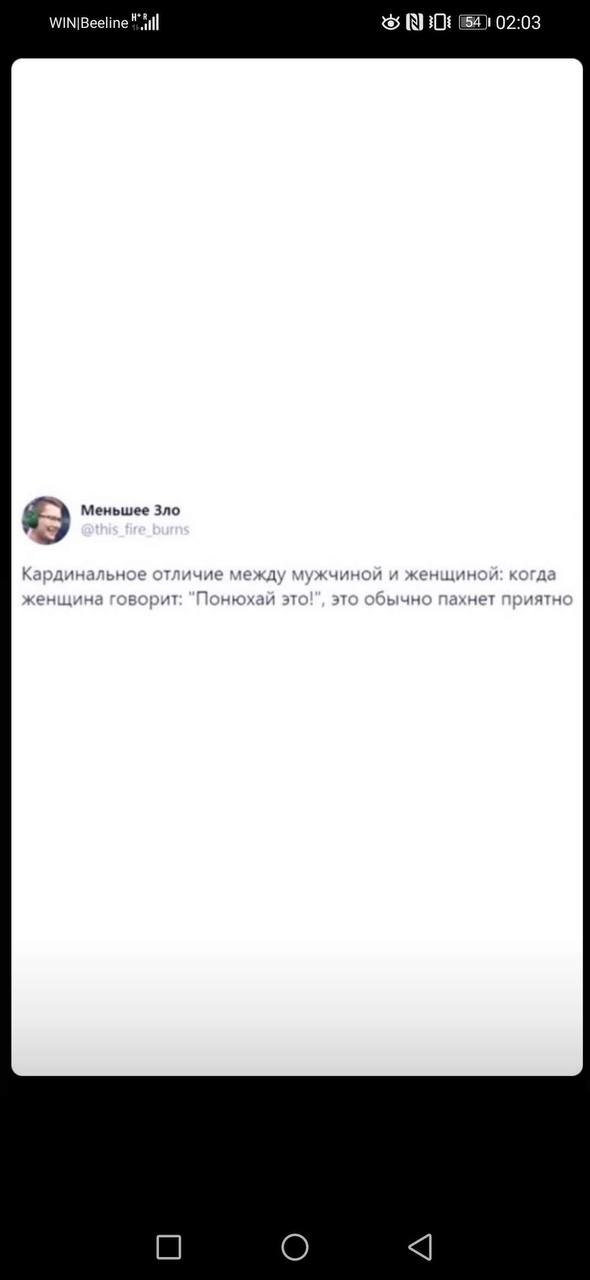 WIN|Beeline H+ R 54 02:03
Меньшее Зло
@this_fire_burns
Кардинальное отличие между мужчиной и женщиной: когда
женщина говорит: "Понюхай это!", это обычно пахнет приятно